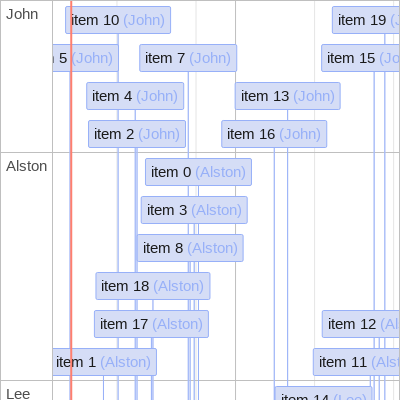 John
item 10 (John)
item 19 (J
5 (John)
item 7 (John)
item 15 (Jo
item 4 (John)
item 13 (John)
item 2 (John)
item 16 (John)
Alston
item 0 (Alston)
item 3 (Alston)
item 8 (Alston)
item 18 (Alston)
item 17 (Alston)
item 12 (Al
item 1 (Alston)
item 11 (Alst
Lee
item 14 (Lee)